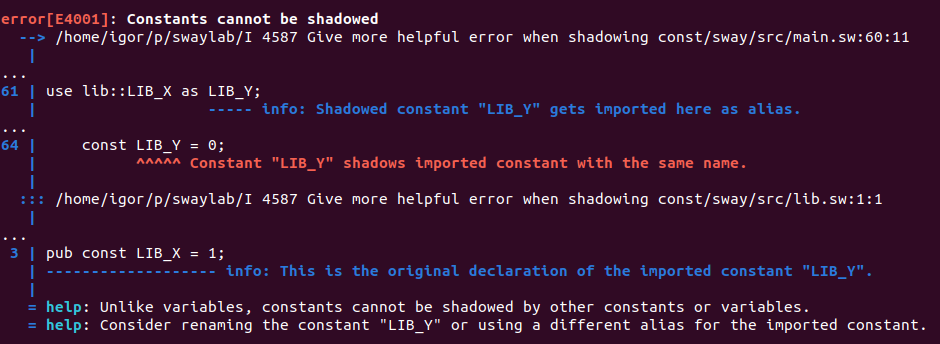 error[E4001]: Constants cannot be shadowed
  --> /home/igor/p/swaylab/I 4587 Give more helpful error when shadowing const/sway/src/main.sw:60:11
   |
...
61 | use lib::LIB_X as LIB_Y;
   |                   ----- info: Shadowed constant "LIB_Y" gets imported here as alias.
...
64 |     const LIB_Y = 0;
   |           ^^^^^ Constant "LIB_Y" shadows imported constant with the same name.
   |
  ::: /home/igor/p/swaylab/I 4587 Give more helpful error when shadowing const/sway/src/lib.sw:1:1
   |
...
 3 | pub const LIB_X = 1;
   | ------------------- info: This is the original declaration of the imported constant "LIB_Y".
   |
   = help: Unlike variables, constants cannot be shadowed by other constants or variables.
   = help: Consider renaming the constant "LIB_Y" or using a different alias for the imported constant.